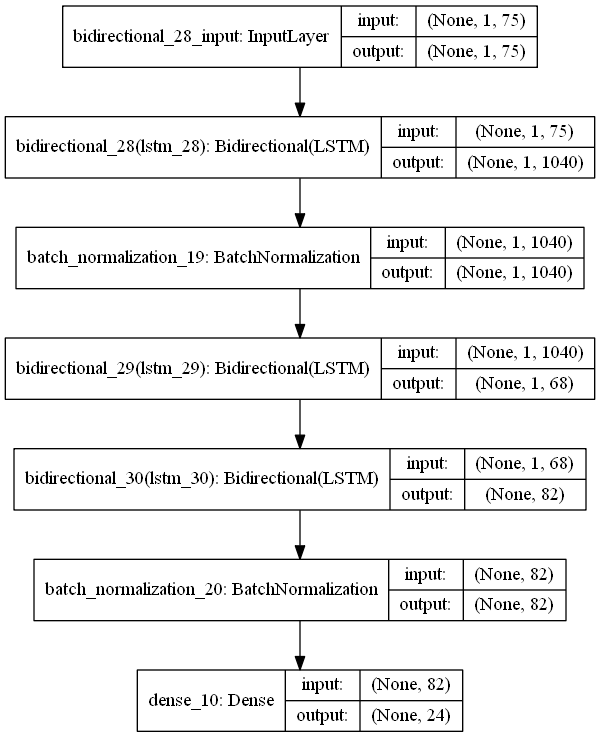 bidirectional_28_input: InputLayer
input: (None, 1, 75)
output: (None, 1, 75)
bidirectional_28(lstm_28): Bidirectional(LSTM)
input: (None, 1, 75)
output: (None, 1, 1040)
batch_normalization_19: BatchNormalization
input: (None, 1, 1040)
output: (None, 1, 1040)
bidirectional_29(lstm_29): Bidirectional(LSTM)
input: (None, 1, 1040)
output: (None, 1, 68)
bidirectional_30(lstm_30): Bidirectional(LSTM)
input: (None, 1, 68)
output: (None, 82)
batch_normalization_20: BatchNormalization
input: (None, 82)
output: (None, 82)
dense_10: Dense
input: (None, 82)
output: (None, 24)